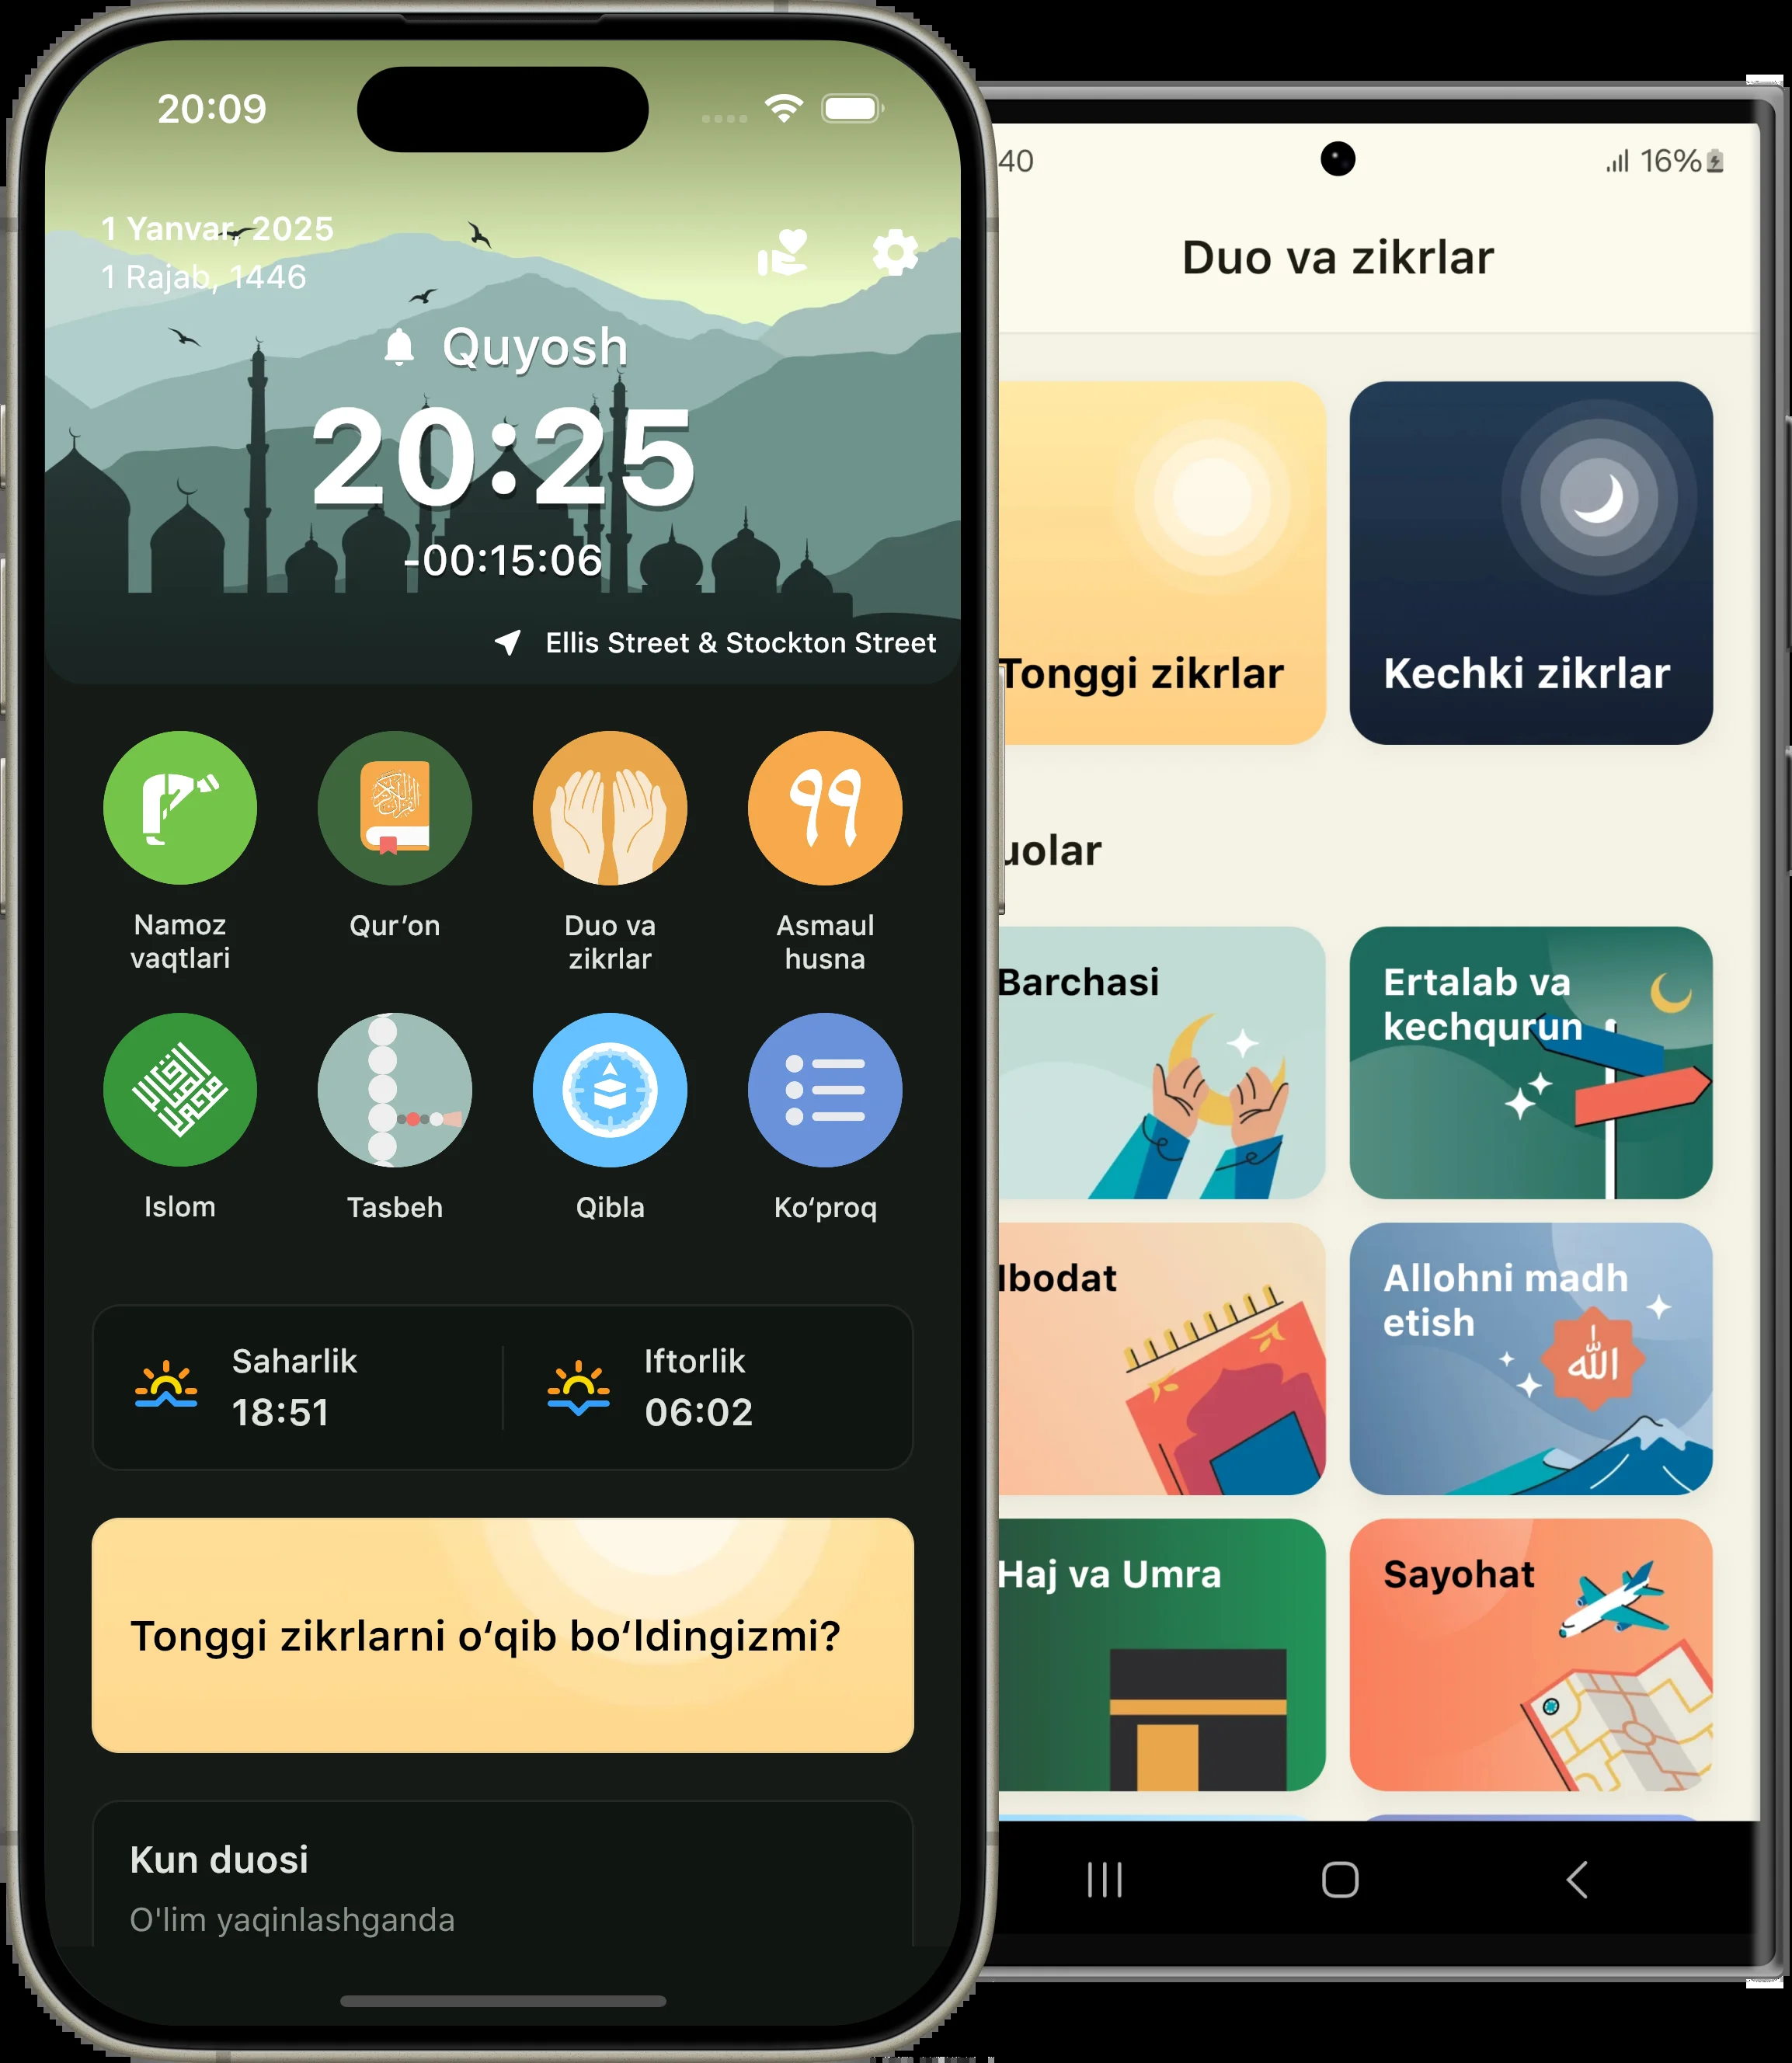 20:09
1 Yanvar, 2025
1 Rajab, 1446
Quyosh
20:25
-00:15:06
Ellis Street & Stockton Street
٩٩
Namoz
vaqtlari
Qur’on
Duo va
zikrlar
Asmaul
husna
Islom
Tasbeh
Qibla
Ko‘proq
Saharlik
18:51
Iftorlik
06:02
Tonggi zikrlarni o‘qib bo‘ldingizmi?
Kun duosi
O'lim yaqinlashganda
40
16%
Duo va zikrlar
Tonggi zikrlar
Kechki zikrlar
uolar
Barchasi
Ertalab va
kechqurun
Ibodat
Allohni madh
etish
الله
Haj va Umra
Sayohat